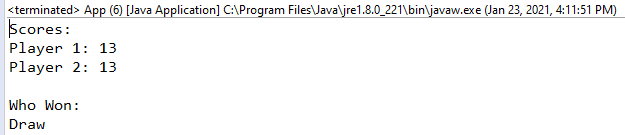 <terminated> App (6) [Java Application] C:\Program Files\Java\jre1.8.0_221\bin\javaw.exe (Jan 23, 2021, 4:11:51 PM)
Scores:
Player 1: 13
Player 2: 13
Who Won:
Draw